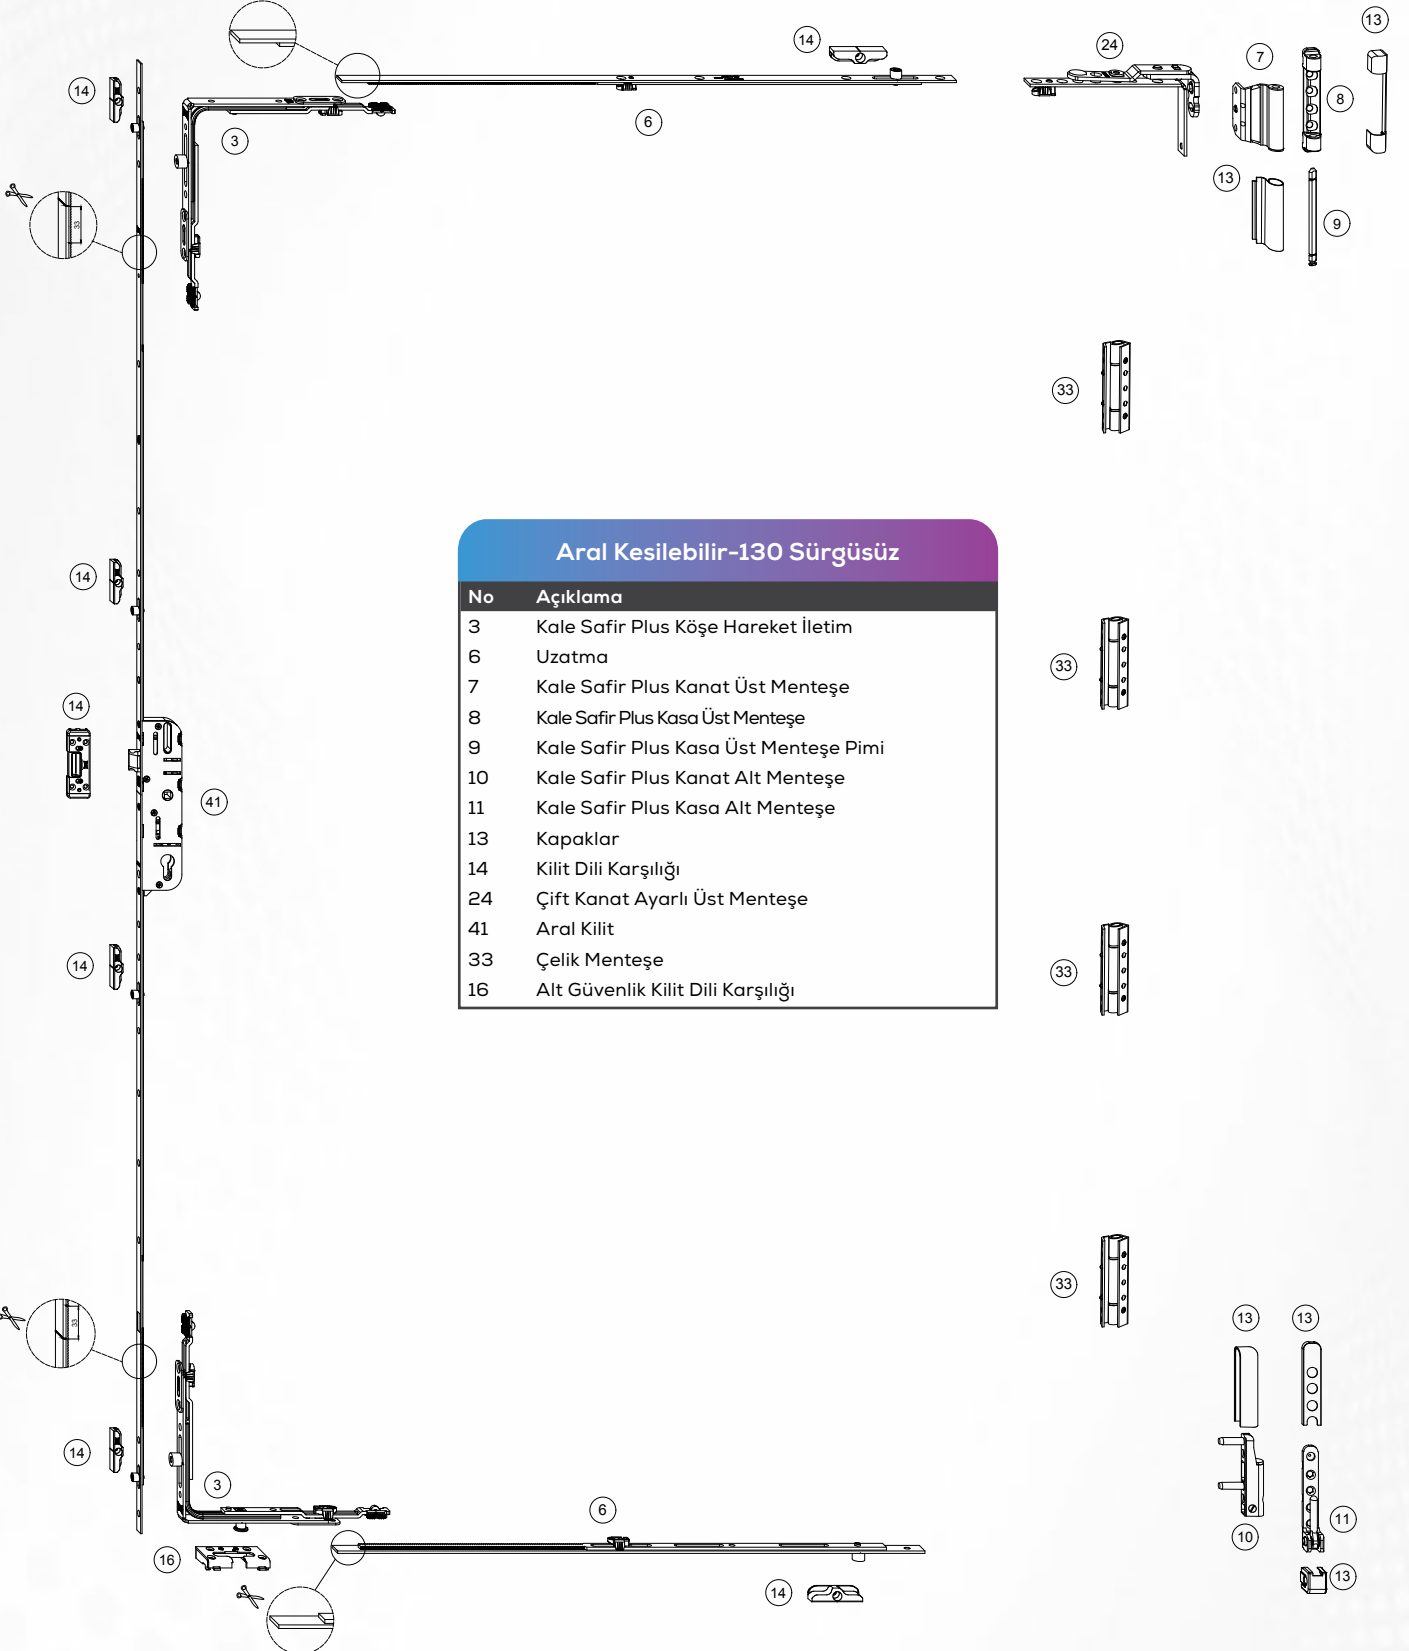 13
14
24
7
14
8
6
3
13
33
9
33
33
Aral Kesilebilir-130 Sürgüsüz
No Açıklama
3 Kale Safir Plus Köşe Hareket İletim
6 Uzatma
7 Kale Safir Plus Kanat Üst Menteşe
8 Kale Safir Plus Kasa Üst Menteşe
9 Kale Safir Plus Kasa Üst Menteşe Pimi
10 Kale Safir Plus Kanat Alt Menteşe
11 Kale Safir Plus Kasa Alt Menteşe
13 Kapaklar
14 Kilit Dili Karşılığı
24 Çift Kanat Ayarlı Üst Menteşe
41 Aral Kilit
33 Çelik Menteşe
16 Alt Güvenlik Kilit Dili Karşılığı
14
33
14
41
14
33
33
33
13
13
14
3
6
11
10
16
13
14